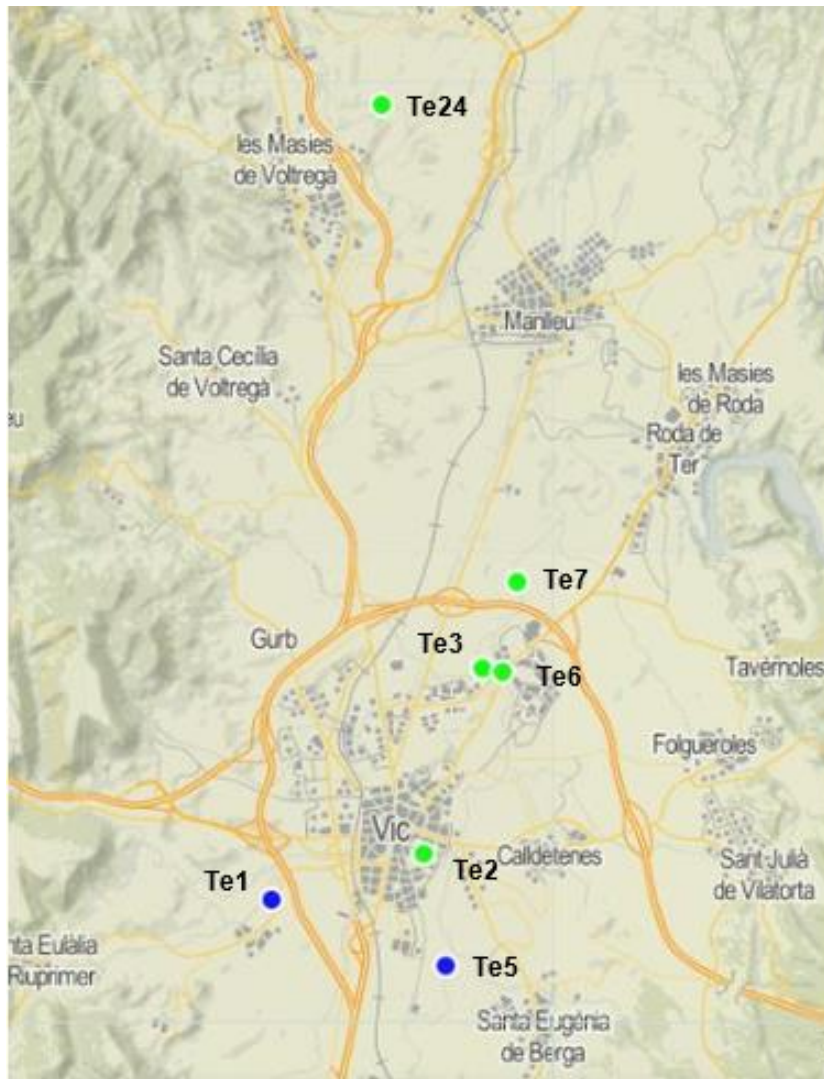 Te24
les Masies
de Voltregà
Manlleu
Santa Cecília
de Voltregà
les Masies
de Roda
Roda de
Ter
eu
Te7
Gurb
Te3
Te6
Tavèrnoles
Folgueroles
Vic
Te2
Calldetenes
Sant Julià
de Vilatorta
Te1
nta Eulàlia
Riuprimer
Te5
Santa Eugènia
de Berga